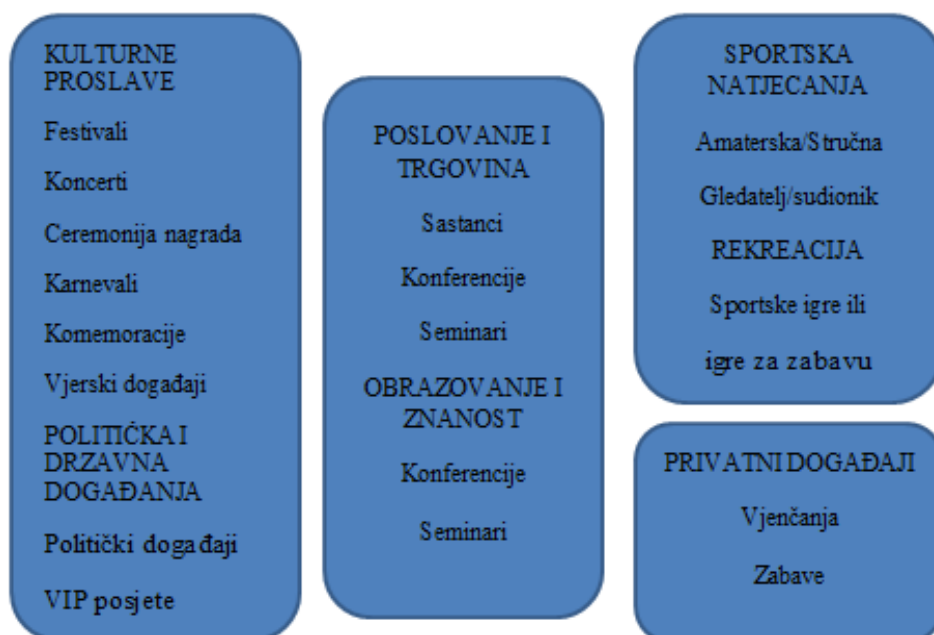 KULTURNE
PROSLAVE
Festivali
Koncerti
Ceremonija nagrada
Karnevali
Komemoracije
Vjerski događaji
POLITIČKA I
DRZAVNA
DOGAĐANJA
Politički događaji
VIP posjete
POSLOVANJE I
TRGOVINA
Sastanci
Konferencije
Seminari
OBRAZOVANJE I
ZNANOST
Konferencije
Seminari
SPORTSKA
NATJECANJA
Amaterska/Stručna
Gledatelj/sudionik
REKREACIJA
Sportske igre ili
igre za zabavu
PRIVATNI DOGAĐAJI
Vjenčanja
Zabave